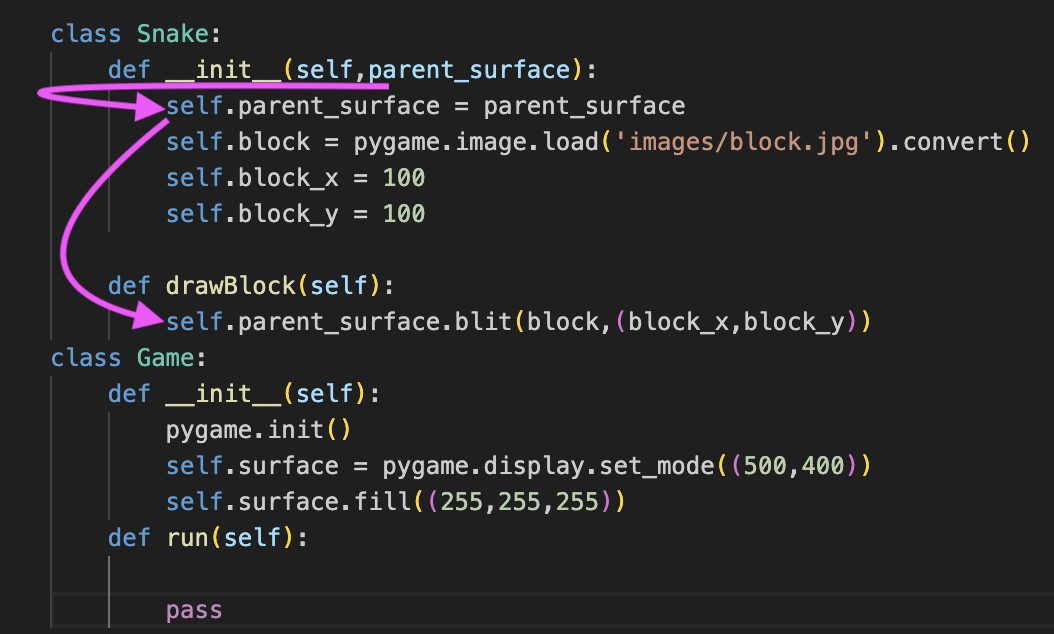 class Snake:
    def __init__(self,parent_surface):
        self.parent_surface = parent_surface
        self.block = pygame.image.load('images/block.jpg').convert()
        self.block_x = 100
        self.block_y = 100
    def drawBlock(self):
        self.parent_surface.blit(block,(block_x,block_y))
class Game:
    def __init__(self):
        pygame.init()
        self.surface = pygame.display.set_mode((500,400))
        self.surface.fill((255,255,255))
    def run(self):
        pass